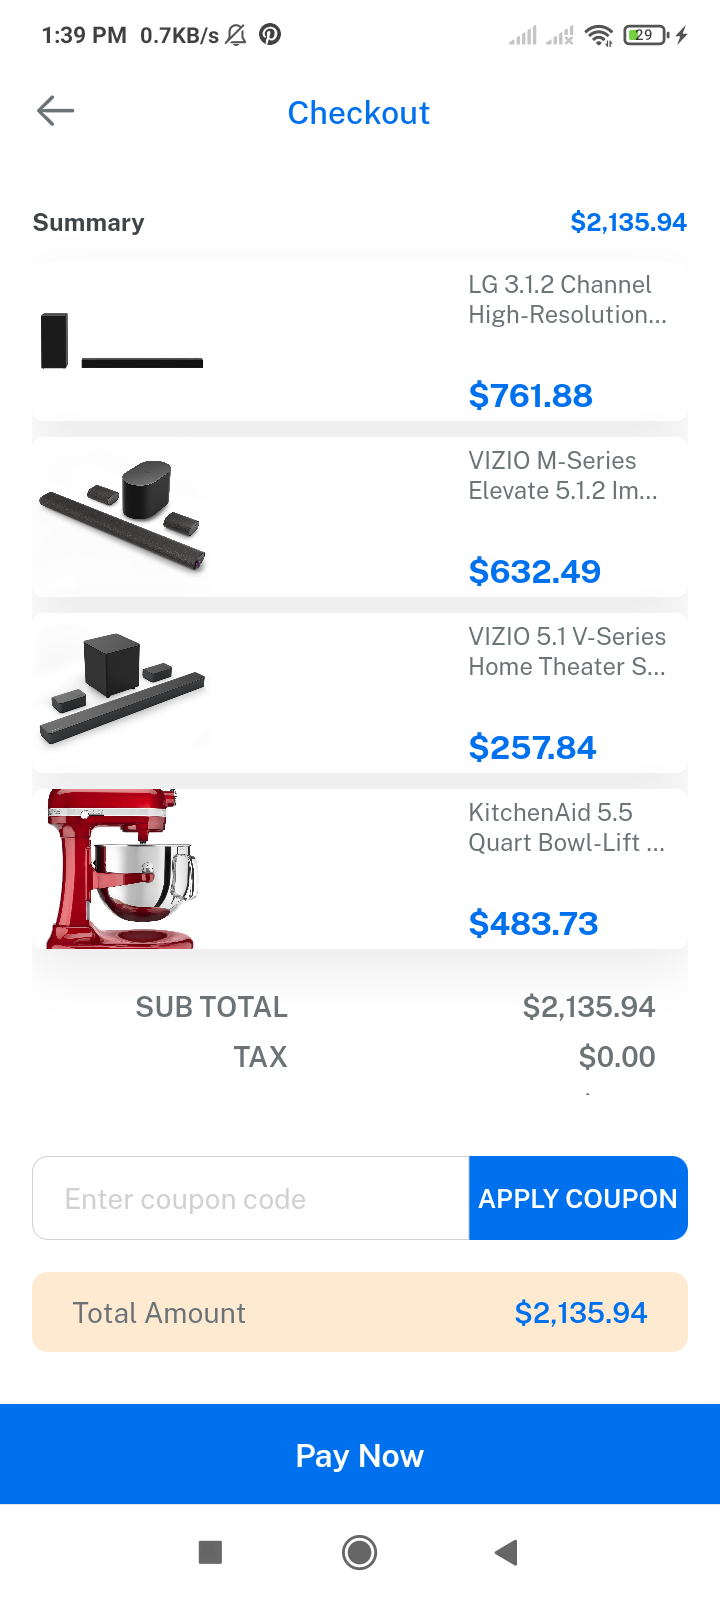 1:39 PM 0.7KB/s
29
Checkout
Summary $2,135.94
LG 3.1.2 Channel
High-Resolution...
$761.88
VIZIO M-Series
Elevate 5.1.2 Im...
$632.49
VIZIO 5.1 V-Series
Home Theater S...
$257.84
KitchenAid 5.5
Quart Bowl-Lift ...
$483.73
SUB TOTAL $2,135.94
TAX $0.00
Enter coupon code APPLY COUPON
Total Amount $2,135.94
Pay Now